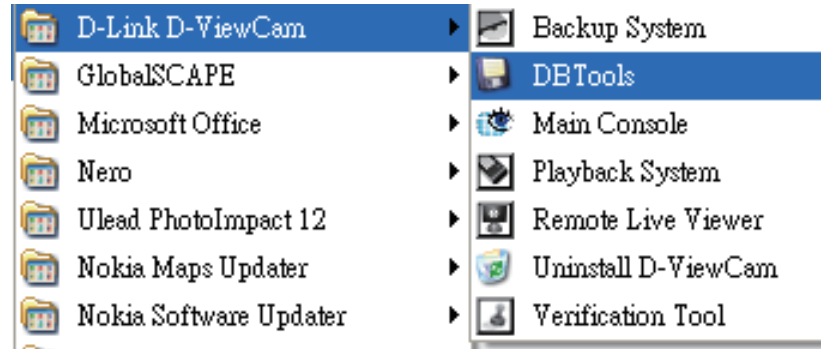 D-Link D-ViewCam
GlobalSCAPE
Microsoft Office
Nero
Ulead PhotoImpact 12
Nokia Maps Updater
Nokia Software Updater
Backup System
DBTools
Main Console
Playback System
Remote Live Viewer
Uninstall D-ViewCam
Verification Tool